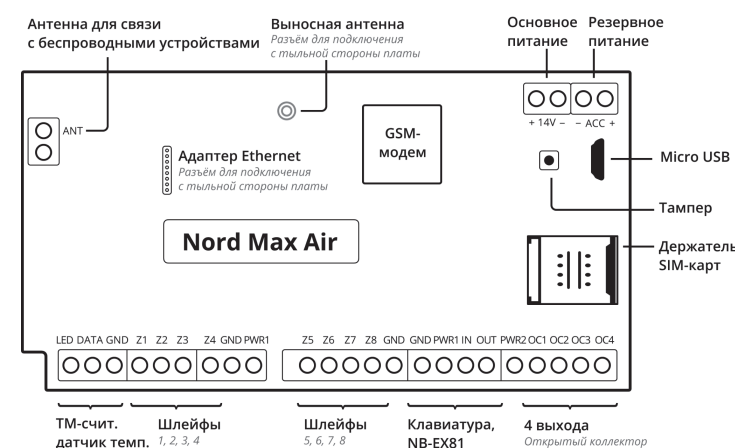 Антенна для связи
с беспроводными устройствами
Выносная антенна
Разъём для подключения
с тыльной стороны платы
Основное
питание
Резервное
питание
ANT
+ 14V – – ACC +
GSM-
модем
Адаптер Ethernet
Разъём для подключения
с тыльной стороны платы
Micro USB
Тампер
Nord Max Air
Держатель
SIM-карт
LED DATA GND Z1 Z2 Z3 Z4 GND PWR1 Z5 Z6 Z7 Z8 GND GND PWR1 IN OUT PWR2 OC1 OC2 OC3 OC4
ТМ-счит.
датчик темп.
Шлейфы
1, 2, 3, 4
Шлейфы
5, 6, 7, 8
Клавиатура,
NB-EX81
4 выхода
Открытый коллектор